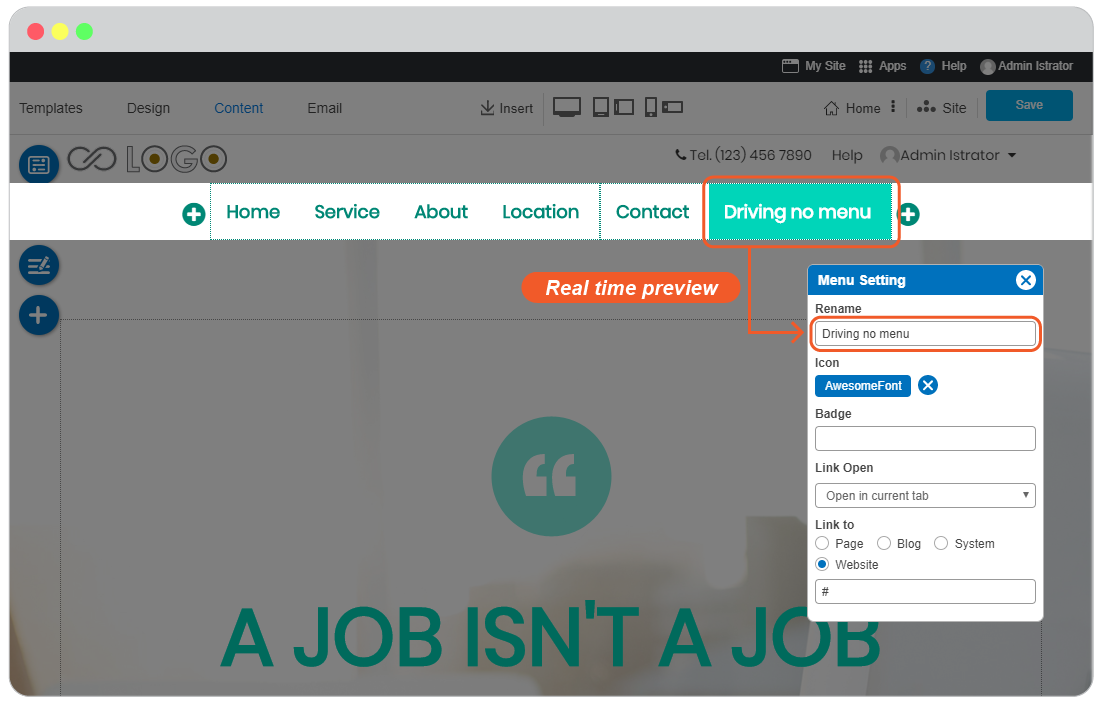 My Site Apps ? Help Admin Istrator
Templates Design Content Email Insert Home Site Save
LOGO Tel. (123) 456 7890 Help Admin Istrator
Home Service About Location Contact Driving no menu
Real time preview
Menu Setting
Rename
Driving no menu
Icon
AwesomeFont
Badge
Link Open
Open in current tab
Link to
Page Blog System
Website
#
“
A JOB ISN'T A JOB